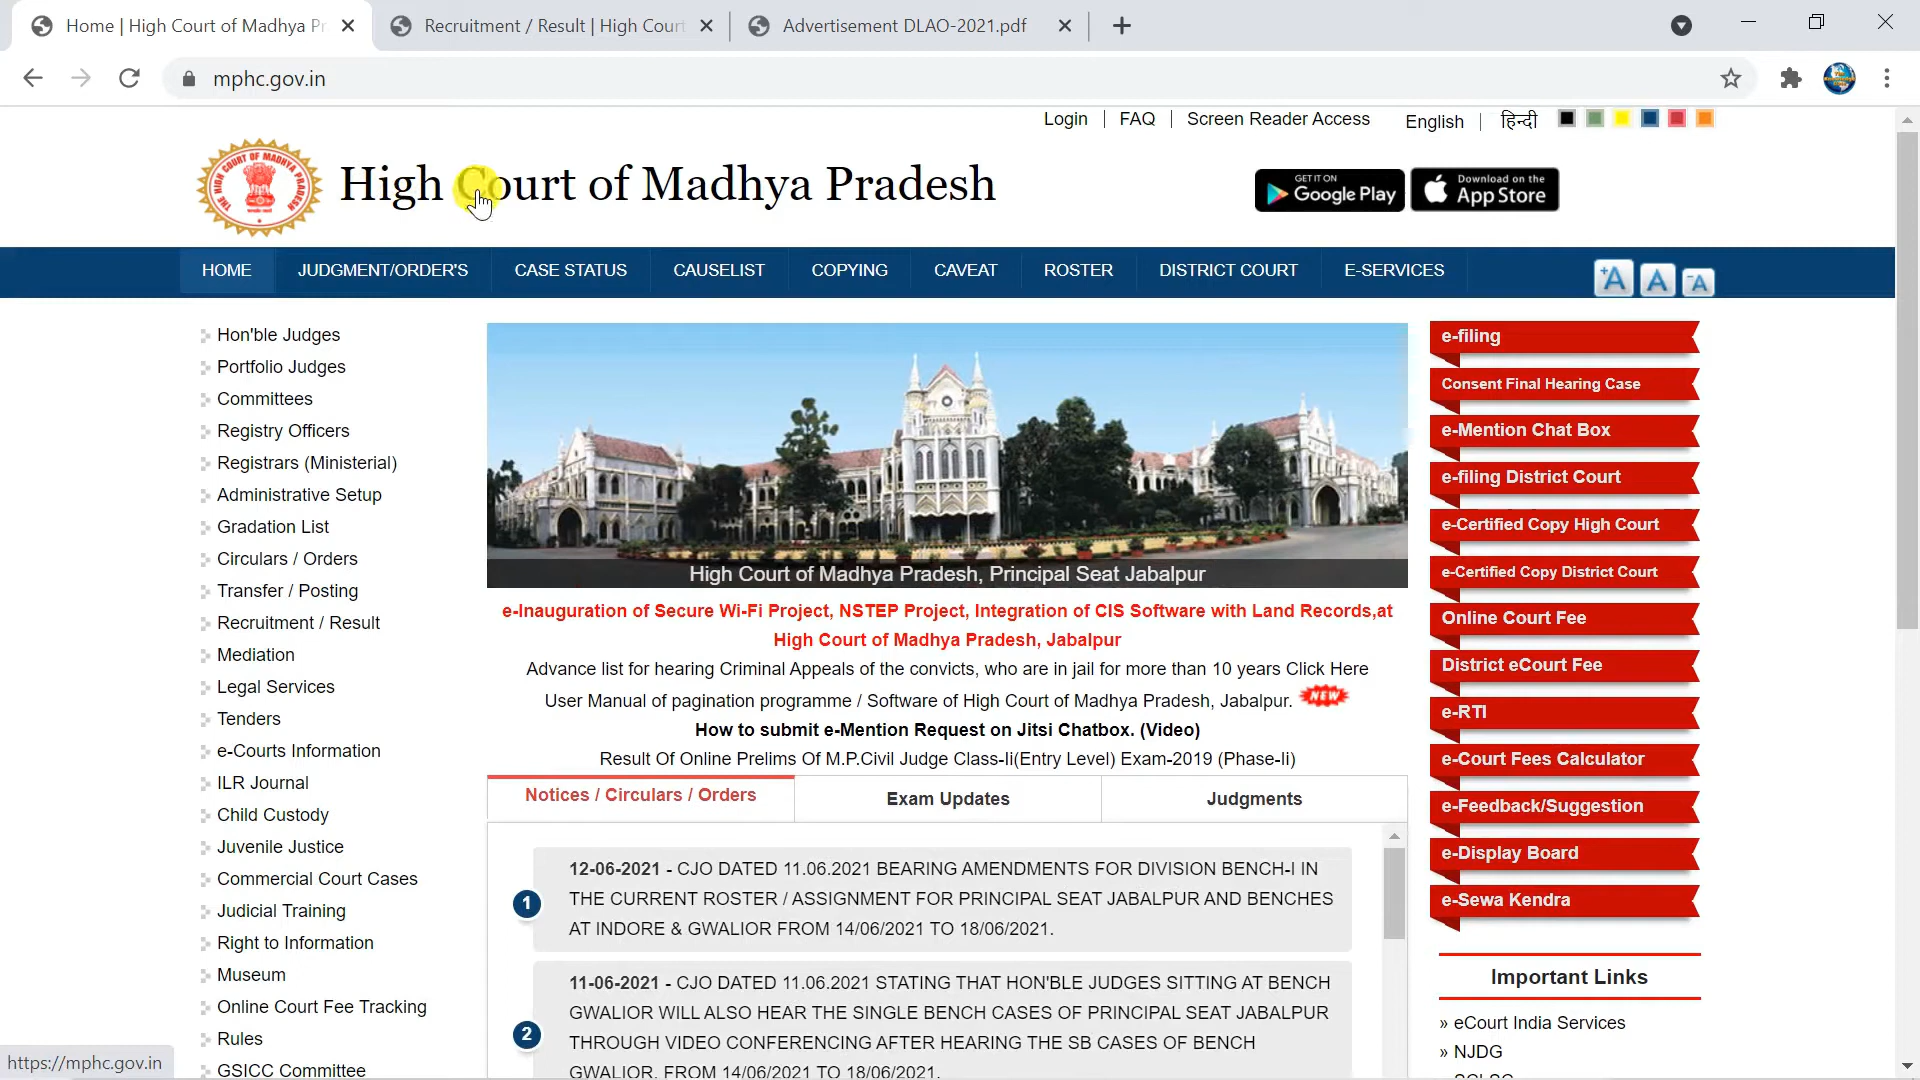 Home | High Court of Madhya Pr
Recruitment / Result | High Court
Advertisement DLAO-2021.pdf
mphc.gov.in
Login | FAQ | Screen Reader Access English | हिन्दी
THE HIGH COURT OF MADHYA PRADESH
High Court of Madhya Pradesh
GET IT ON
Google Play
Download on the
App Store
HOME JUDGMENT/ORDER'S CASE STATUS CAUSELIST COPYING CAVEAT ROSTER DISTRICT COURT E-SERVICES
+A A -A
Hon'ble Judges
Portfolio Judges
Committees
Registry Officers
Registrars (Ministerial)
Administrative Setup
Gradation List
Circulars / Orders
Transfer / Posting
Recruitment / Result
Mediation
Legal Services
Tenders
e-Courts Information
ILR Journal
Child Custody
Juvenile Justice
Commercial Court Cases
Judicial Training
Right to Information
Museum
Online Court Fee Tracking
Rules
GSICC Committee
High Court of Madhya Pradesh, Principal Seat Jabalpur
e-Inauguration of Secure Wi-Fi Project, NSTEP Project, Integration of CIS Software with Land Records,at
High Court of Madhya Pradesh, Jabalpur
Advance list for hearing Criminal Appeals of the convicts, who are in jail for more than 10 years Click Here
User Manual of pagination programme / Software of High Court of Madhya Pradesh, Jabalpur. NEW
How to submit e-Mention Request on Jitsi Chatbox. (Video)
Result Of Online Prelims Of M.P.Civil Judge Class-Ii(Entry Level) Exam-2019 (Phase-Ii)
Notices / Circulars / Orders Exam Updates Judgments
1
12-06-2021 - CJO DATED 11.06.2021 BEARING AMENDMENTS FOR DIVISION BENCH-I IN
THE CURRENT ROSTER / ASSIGNMENT FOR PRINCIPAL SEAT JABALPUR AND BENCHES
AT INDORE & GWALIOR FROM 14/06/2021 TO 18/06/2021.
2
11-06-2021 - CJO DATED 11.06.2021 STATING THAT HON'BLE JUDGES SITTING AT BENCH
GWALIOR WILL ALSO HEAR THE SINGLE BENCH CASES OF PRINCIPAL SEAT JABALPUR
THROUGH VIDEO CONFERENCING AFTER HEARING THE SB CASES OF BENCH
GWALIOR, FROM 14/06/2021 TO 18/06/2021.
e-filing
Consent Final Hearing Case
e-Mention Chat Box
e-filing District Court
e-Certified Copy High Court
e-Certified Copy District Court
Online Court Fee
District eCourt Fee
e-RTI
e-Court Fees Calculator
e-Feedback/Suggestion
e-Display Board
e-Sewa Kendra
Important Links
» eCourt India Services
» NJDG
https://mphc.gov.in